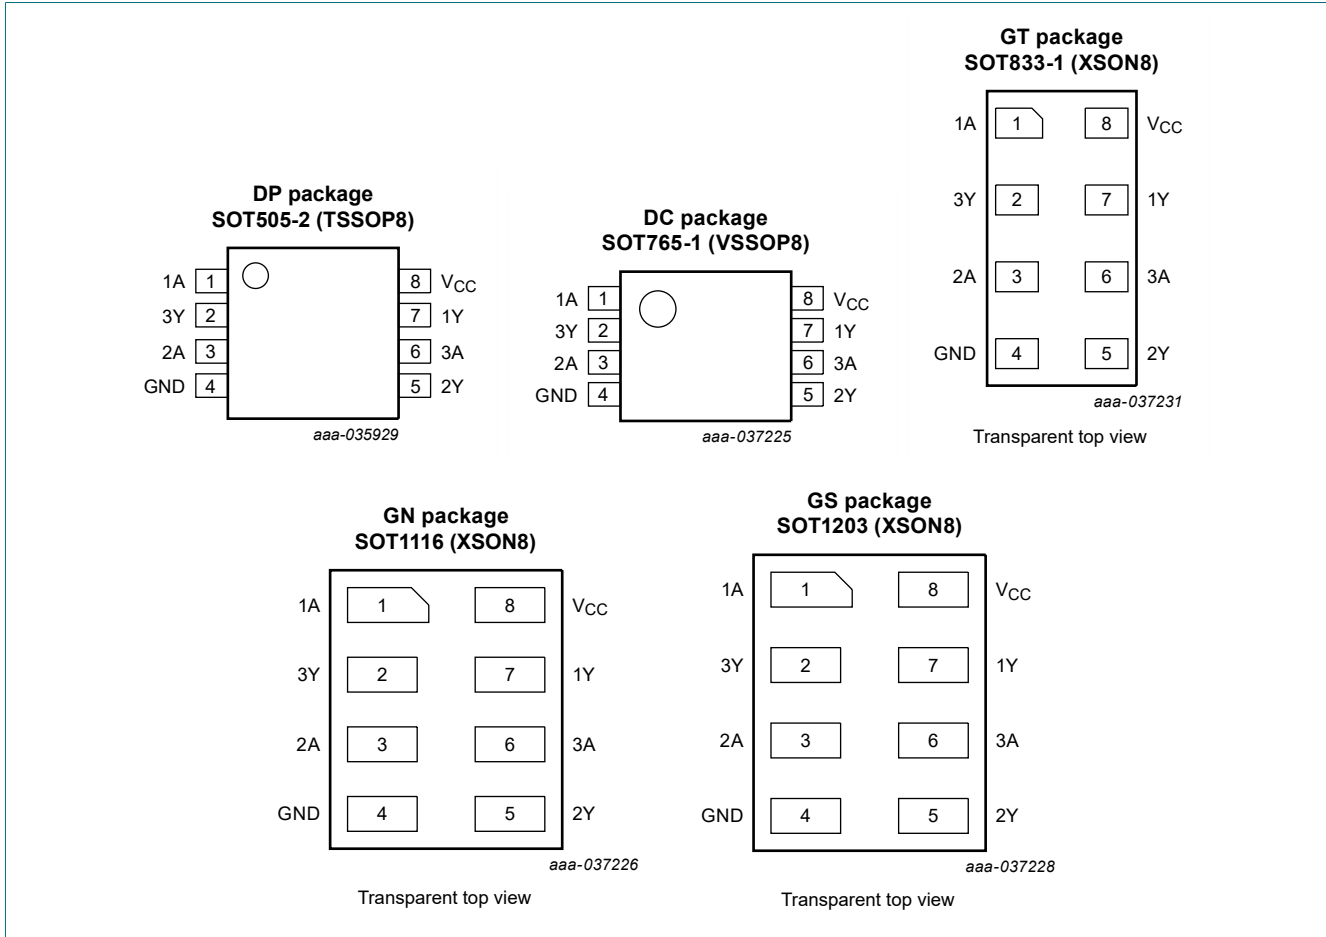 DP package
SOT505-2 (TSSOP8)
1A 1 8 VCC
3Y 2 7 1Y
2A 3 6 3A
GND 4 5 2Y
aaa-035929
DC package
SOT765-1 (VSSOP8)
1A 1 8 VCC
3Y 2 7 1Y
2A 3 6 3A
GND 4 5 2Y
aaa-037225
GT package
SOT833-1 (XSON8)
1A 1 8 VCC
3Y 2 7 1Y
2A 3 6 3A
GND 4 5 2Y
aaa-037231
Transparent top view
GN package
SOT1116 (XSON8)
1A 1 8 VCC
3Y 2 7 1Y
2A 3 6 3A
GND 4 5 2Y
aaa-037226
Transparent top view
GS package
SOT1203 (XSON8)
1A 1 8 VCC
3Y 2 7 1Y
2A 3 6 3A
GND 4 5 2Y
aaa-037228
Transparent top view